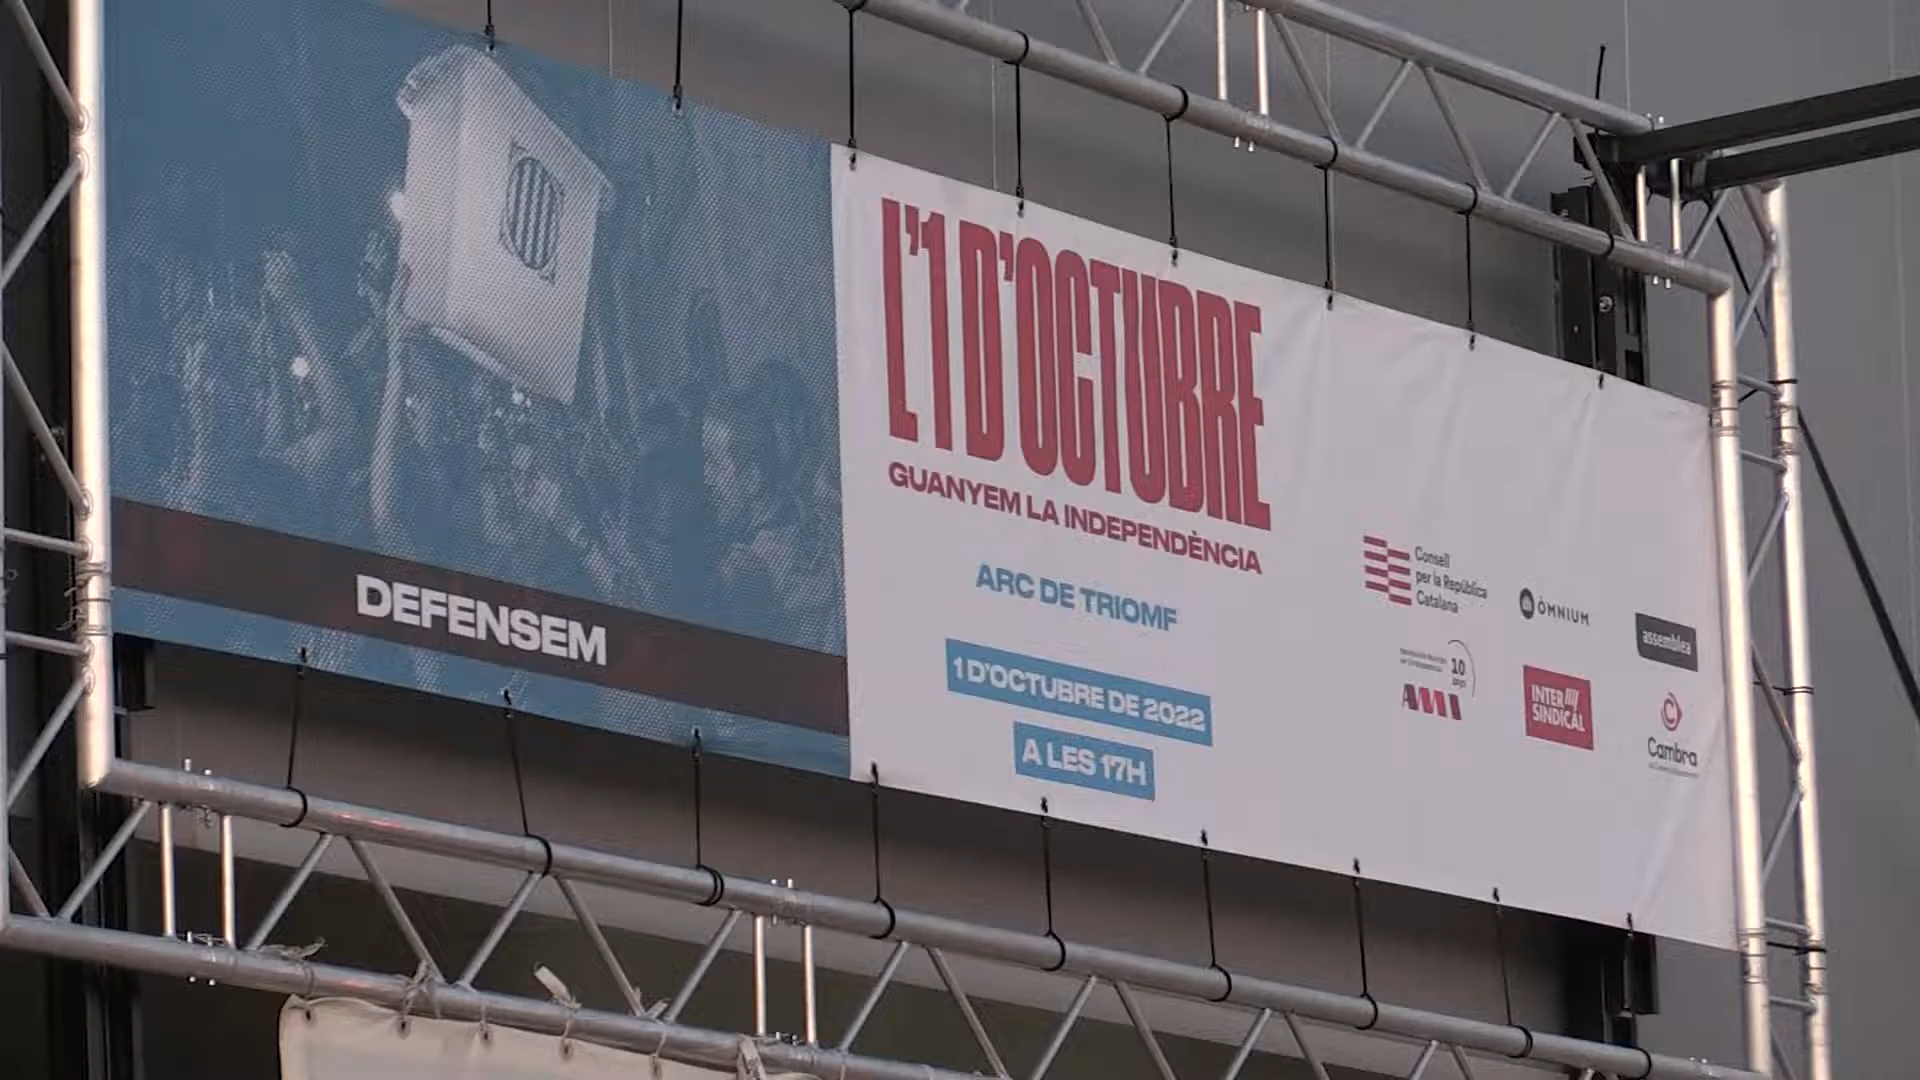 DEFENSEM
L'1 D'OCTUBRE
GUANYEM LA INDEPENDÈNCIA
ARC DE TRIOMF
1 D'OCTUBRE DE 2022
A LES 17H
Consell
per la República
Catalana
ÒMNIUM
assemblea
10
anys
AMI
INTER
SINDICAL
Cambra